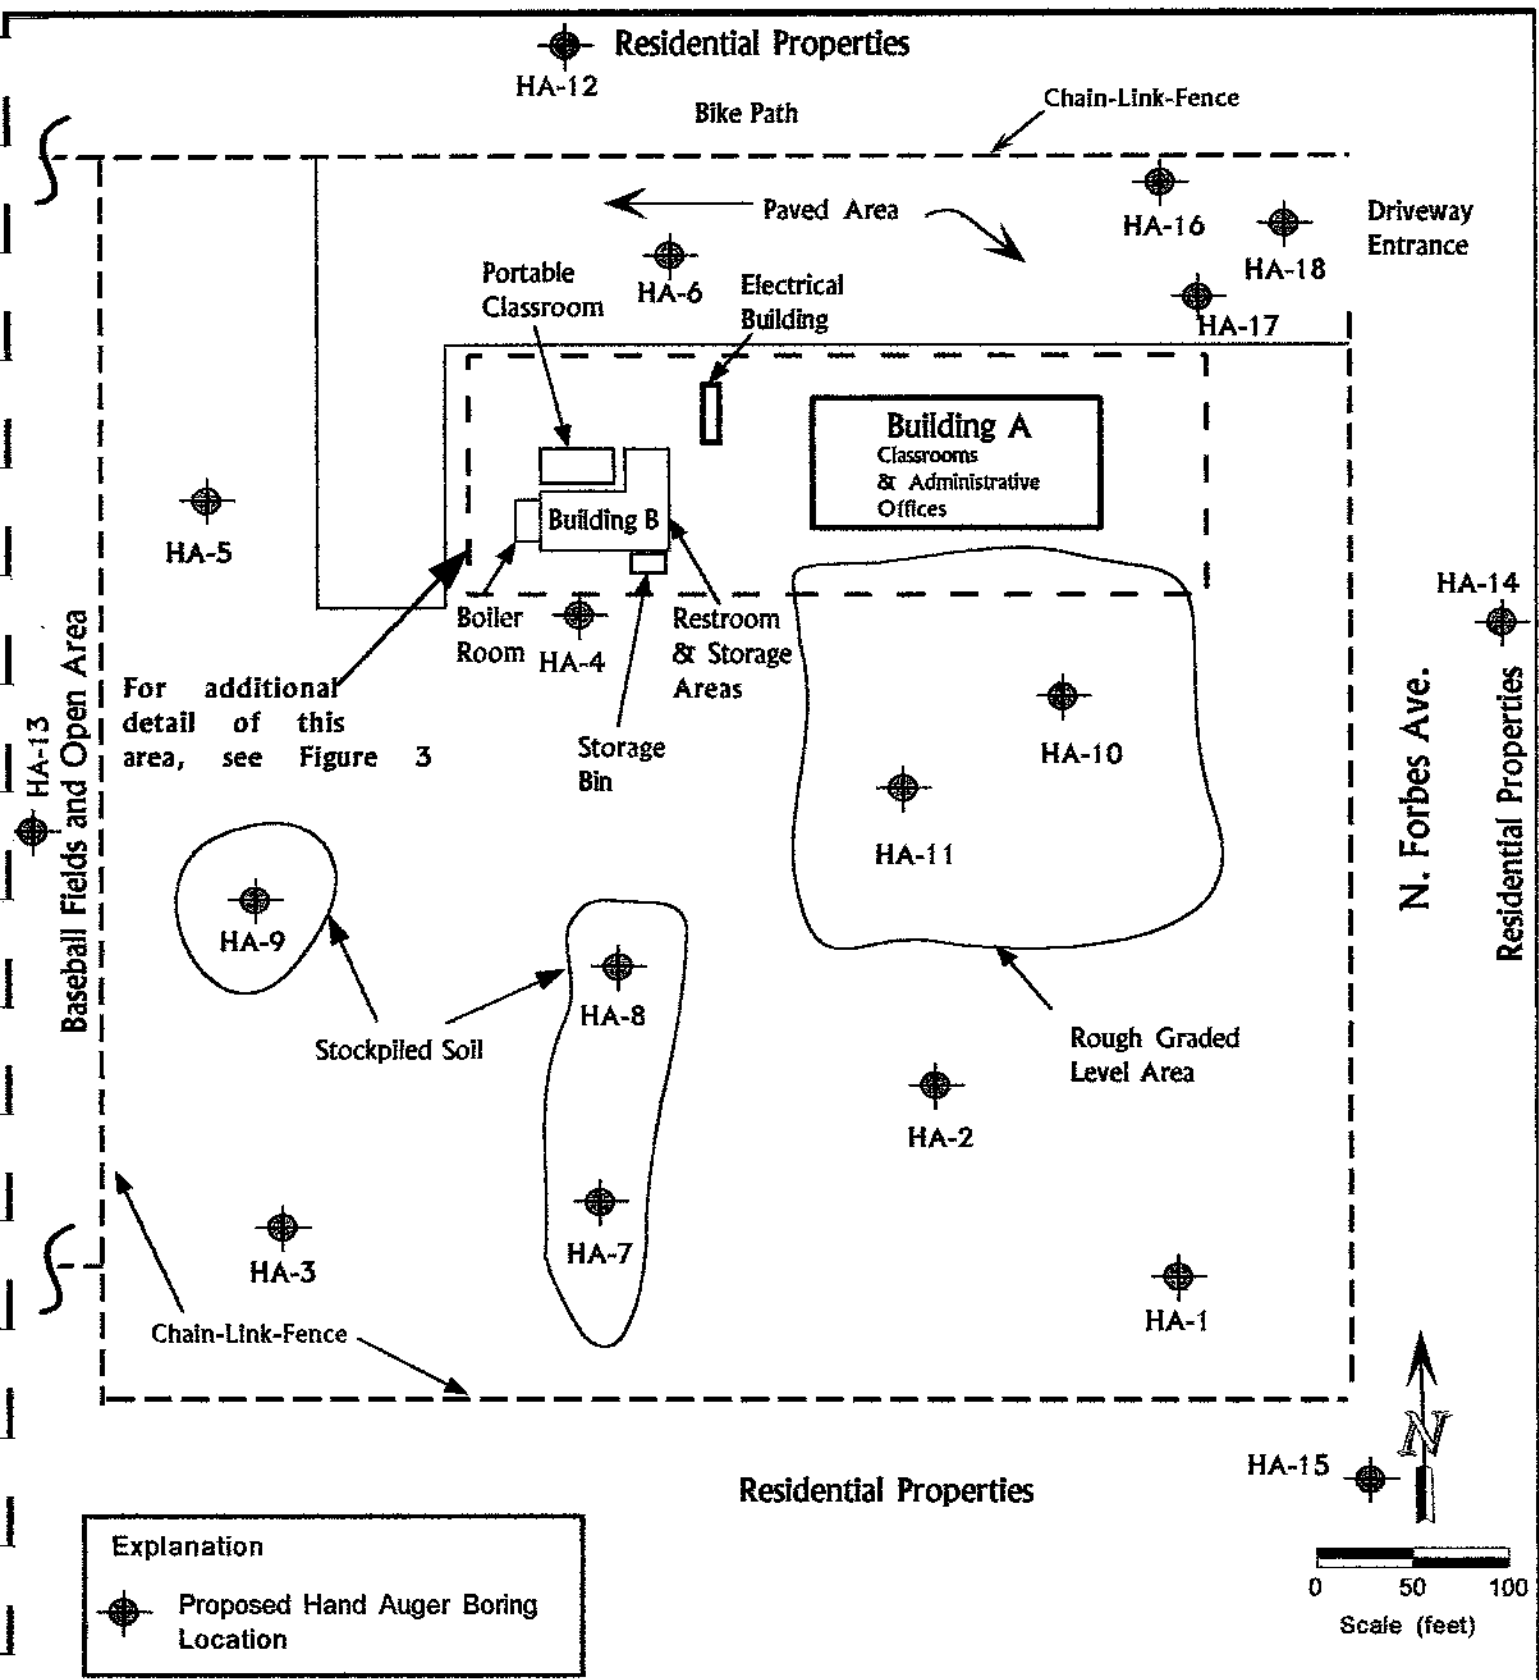 Residential Properties
HA-12
Bike Path
Chain-Link-Fence
Paved Area
HA-16
HA-18
Driveway
Entrance
HA-6
HA-17
Portable
Classroom
Electrical
Building
Building A
Classrooms
& Administrative
Offices
Building B
HA-5
HA-14
Boiler
Room
HA-4
Restroom
& Storage
Areas
Storage
Bin
For additional
detail of this
area, see Figure 3
HA-13
Baseball Fields and Open Area
HA-10
HA-11
N. Forbes Ave.
Residential Properties
HA-9
HA-8
Stockpiled Soil
Rough Graded
Level Area
HA-2
HA-7
HA-3
HA-1
Chain-Link-Fence
N
HA-15
Residential Properties
Explanation
Proposed Hand Auger Boring
Location
0 50 100
Scale (feet)